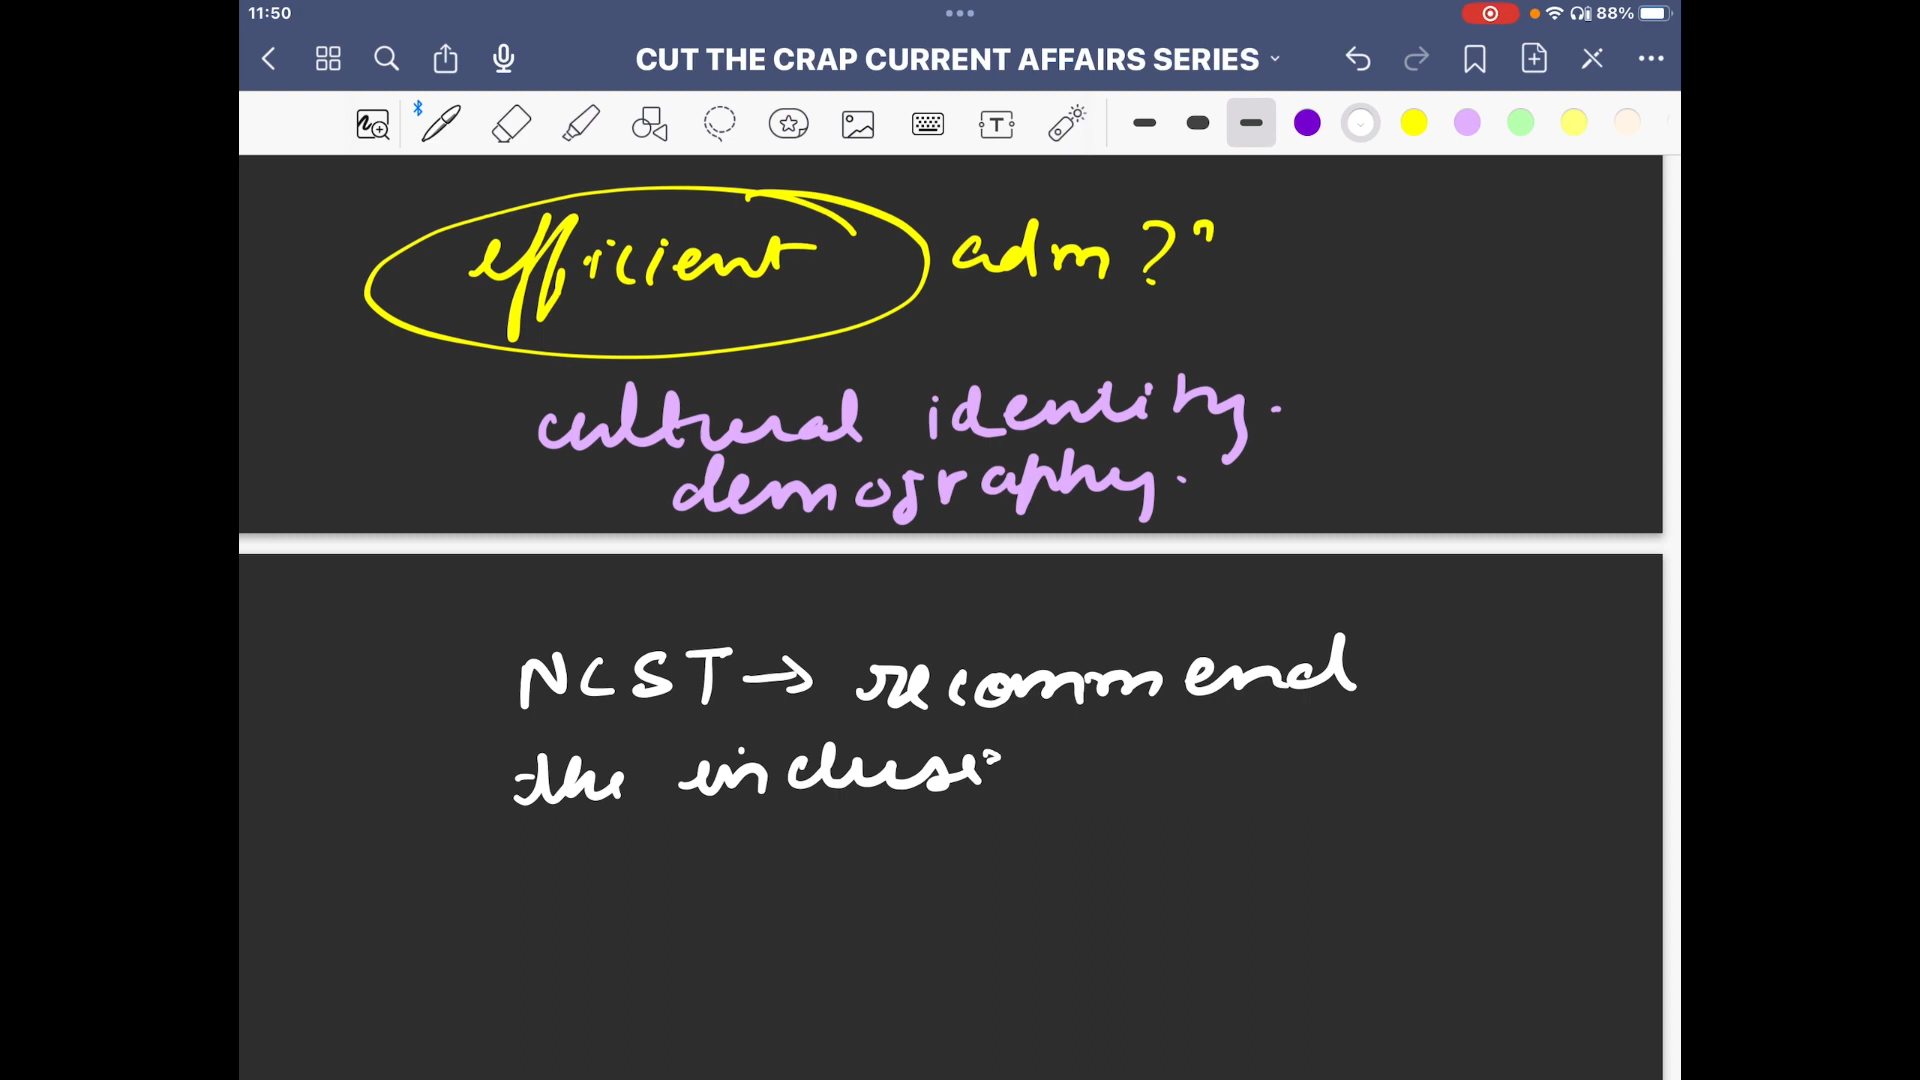 11:50
88%
CUT THE CRAP CURRENT AFFAIRS SERIES
efficient adm?"
cultural identity.
demography.
NCST → recommend
the inclusi